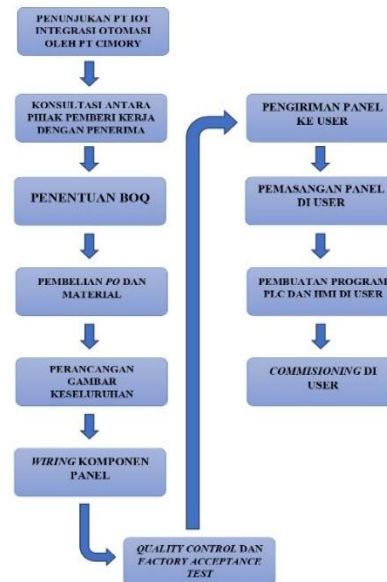 PENUNJUKAN PT IOT
INTEGRASI OTOMASI
OLEH PT CIMORY
KONSULTASI ANTARA
PIHAK PEMBERI KERJA
DENGAN PENERIMA
PENENTUAN BOQ
PEMBELIAN PO DAN
MATERIAL
PERANCANGAN
GAMBAR
KESELURUHAN
WIRING KOMPONEN
PANEL
QUALITY CONTROL DAN
FACTORY ACCEPTANCE
TEST
PENGIRIMAN PANEL
KE USER
PEMASANGAN PANEL
DI USER
PEMBUATAN PROGRAM
PLC DAN HMI DI USER
COMMISIONING DI
USER